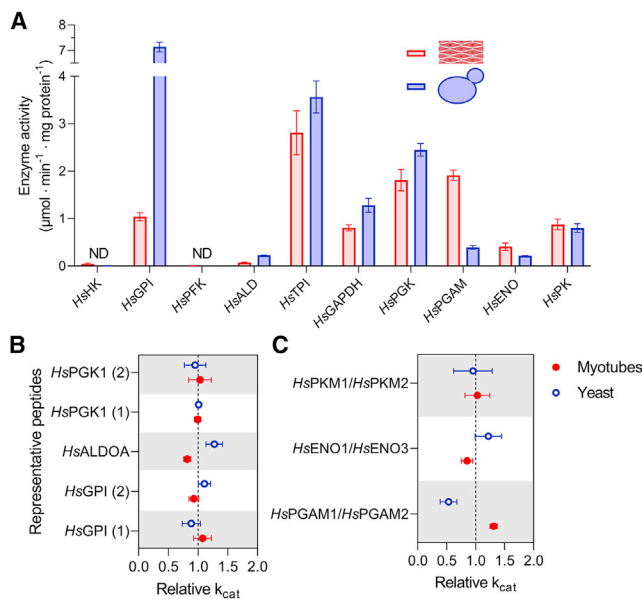 A
Enzyme activity
(μmol · min⁻¹ · mg protein⁻¹)
8
7
6
4
3
2
1
0
ND
ND
HsHK
HsGPI
HsPFK
HsALD
HsTPI
HsGAPDH
HsPGK
HsPGAM
HsENO
HsPK
B
Representative peptides
HsPGK1 (2)
HsPGK1 (1)
HsALDOA
HsGPI (2)
HsGPI (1)
0.0 0.5 1.0 1.5 2.0
Relative kcat
C
HsPKM1/HsPKM2
HsENO1/HsENO3
HsPGAM1/HsPGAM2
0.0 0.5 1.0 1.5 2.0
Relative kcat
Myotubes
Yeast